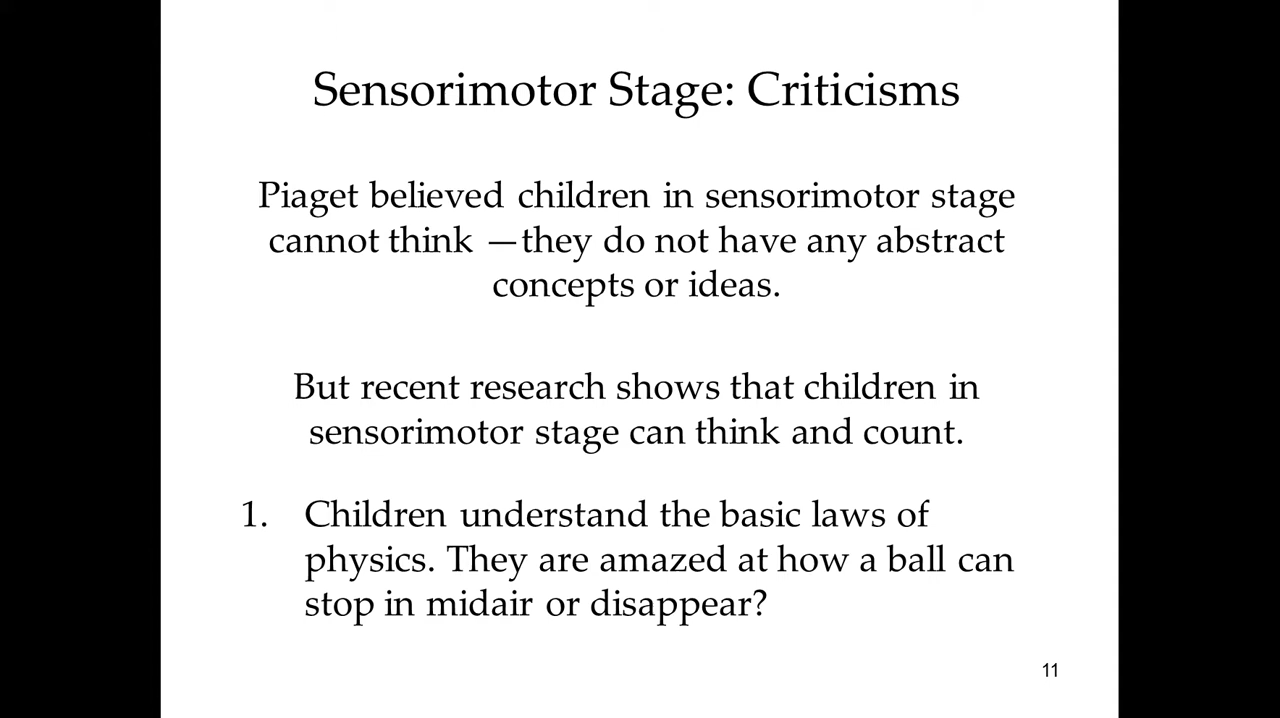 Sensorimotor Stage: Criticisms
Piaget believed children in sensorimotor stage
cannot think —they do not have any abstract
concepts or ideas.
But recent research shows that children in
sensorimotor stage can think and count.
1. Children understand the basic laws of
physics. They are amazed at how a ball can
stop in midair or disappear?
11